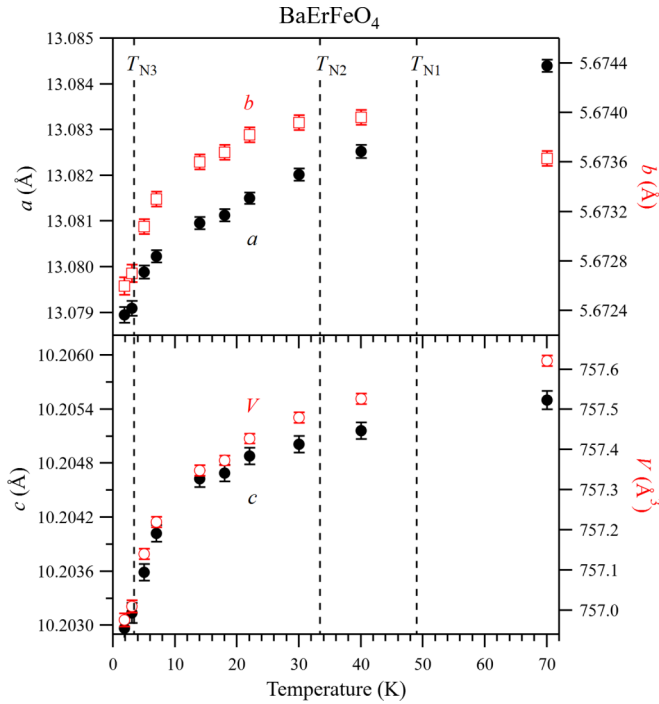 BaErFeO₄
13.085
13.084
13.083
13.082
13.081
13.080
13.079
a (Å)
T_N3
T_N2
T_N1
b
a
5.6744
5.6740
5.6736
5.6732
5.6728
5.6724
b (Å)
10.2060
10.2054
10.2048
10.2042
10.2036
10.2030
c (Å)
V
c
757.6
757.5
757.4
757.3
757.2
757.1
757.0
V (Å³)
0 10 20 30 40 50 60 70
Temperature (K)